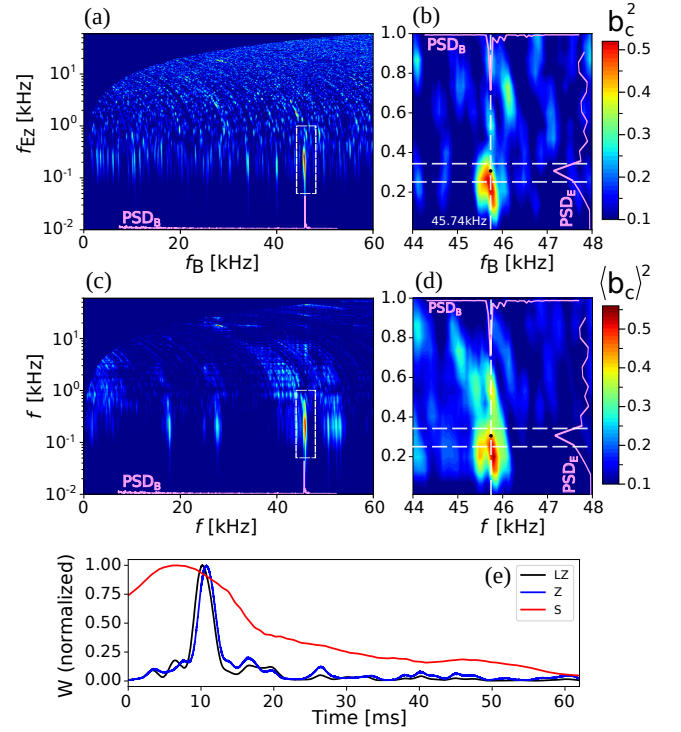 (a)
(b)
b_c^2
f_Ez [kHz]
10^1
10^0
10^-1
10^-2
PSD_B
0
20
40
60
f_B [kHz]
1.0
0.8
0.6
0.4
0.2
PSD_B
PSD_E
45.74kHz
44
45
46
47
48
f_B [kHz]
0.5
0.4
0.3
0.2
0.1
(c)
(d)
⟨b_c⟩^2
f [kHz]
10^1
10^0
10^-1
10^-2
PSD_B
0
20
40
60
f [kHz]
1.0
0.8
0.6
0.4
0.2
PSD_B
PSD_E
44
45
46
47
48
f [kHz]
0.5
0.4
0.3
0.2
0.1
(e)
W (normalized)
1.00
0.75
0.50
0.25
0.00
LZ
Z
S
0
10
20
30
40
50
60
Time [ms]